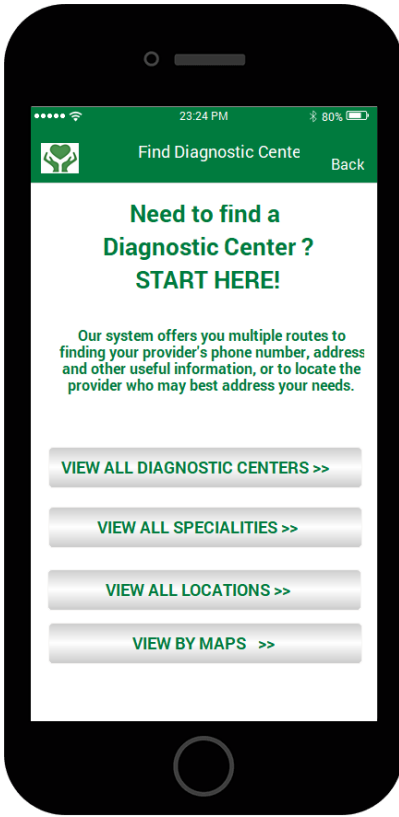 23:24 PM
80%
Find Diagnostic Cente
Back
Need to find a
Diagnostic Center ?
START HERE!
Our system offers you multiple routes to
finding your provider's phone number, address
and other useful information, or to locate the
provider who may best address your needs.
VIEW ALL DIAGNOSTIC CENTERS >>
VIEW ALL SPECIALITIES >>
VIEW ALL LOCATIONS >>
VIEW BY MAPS >>